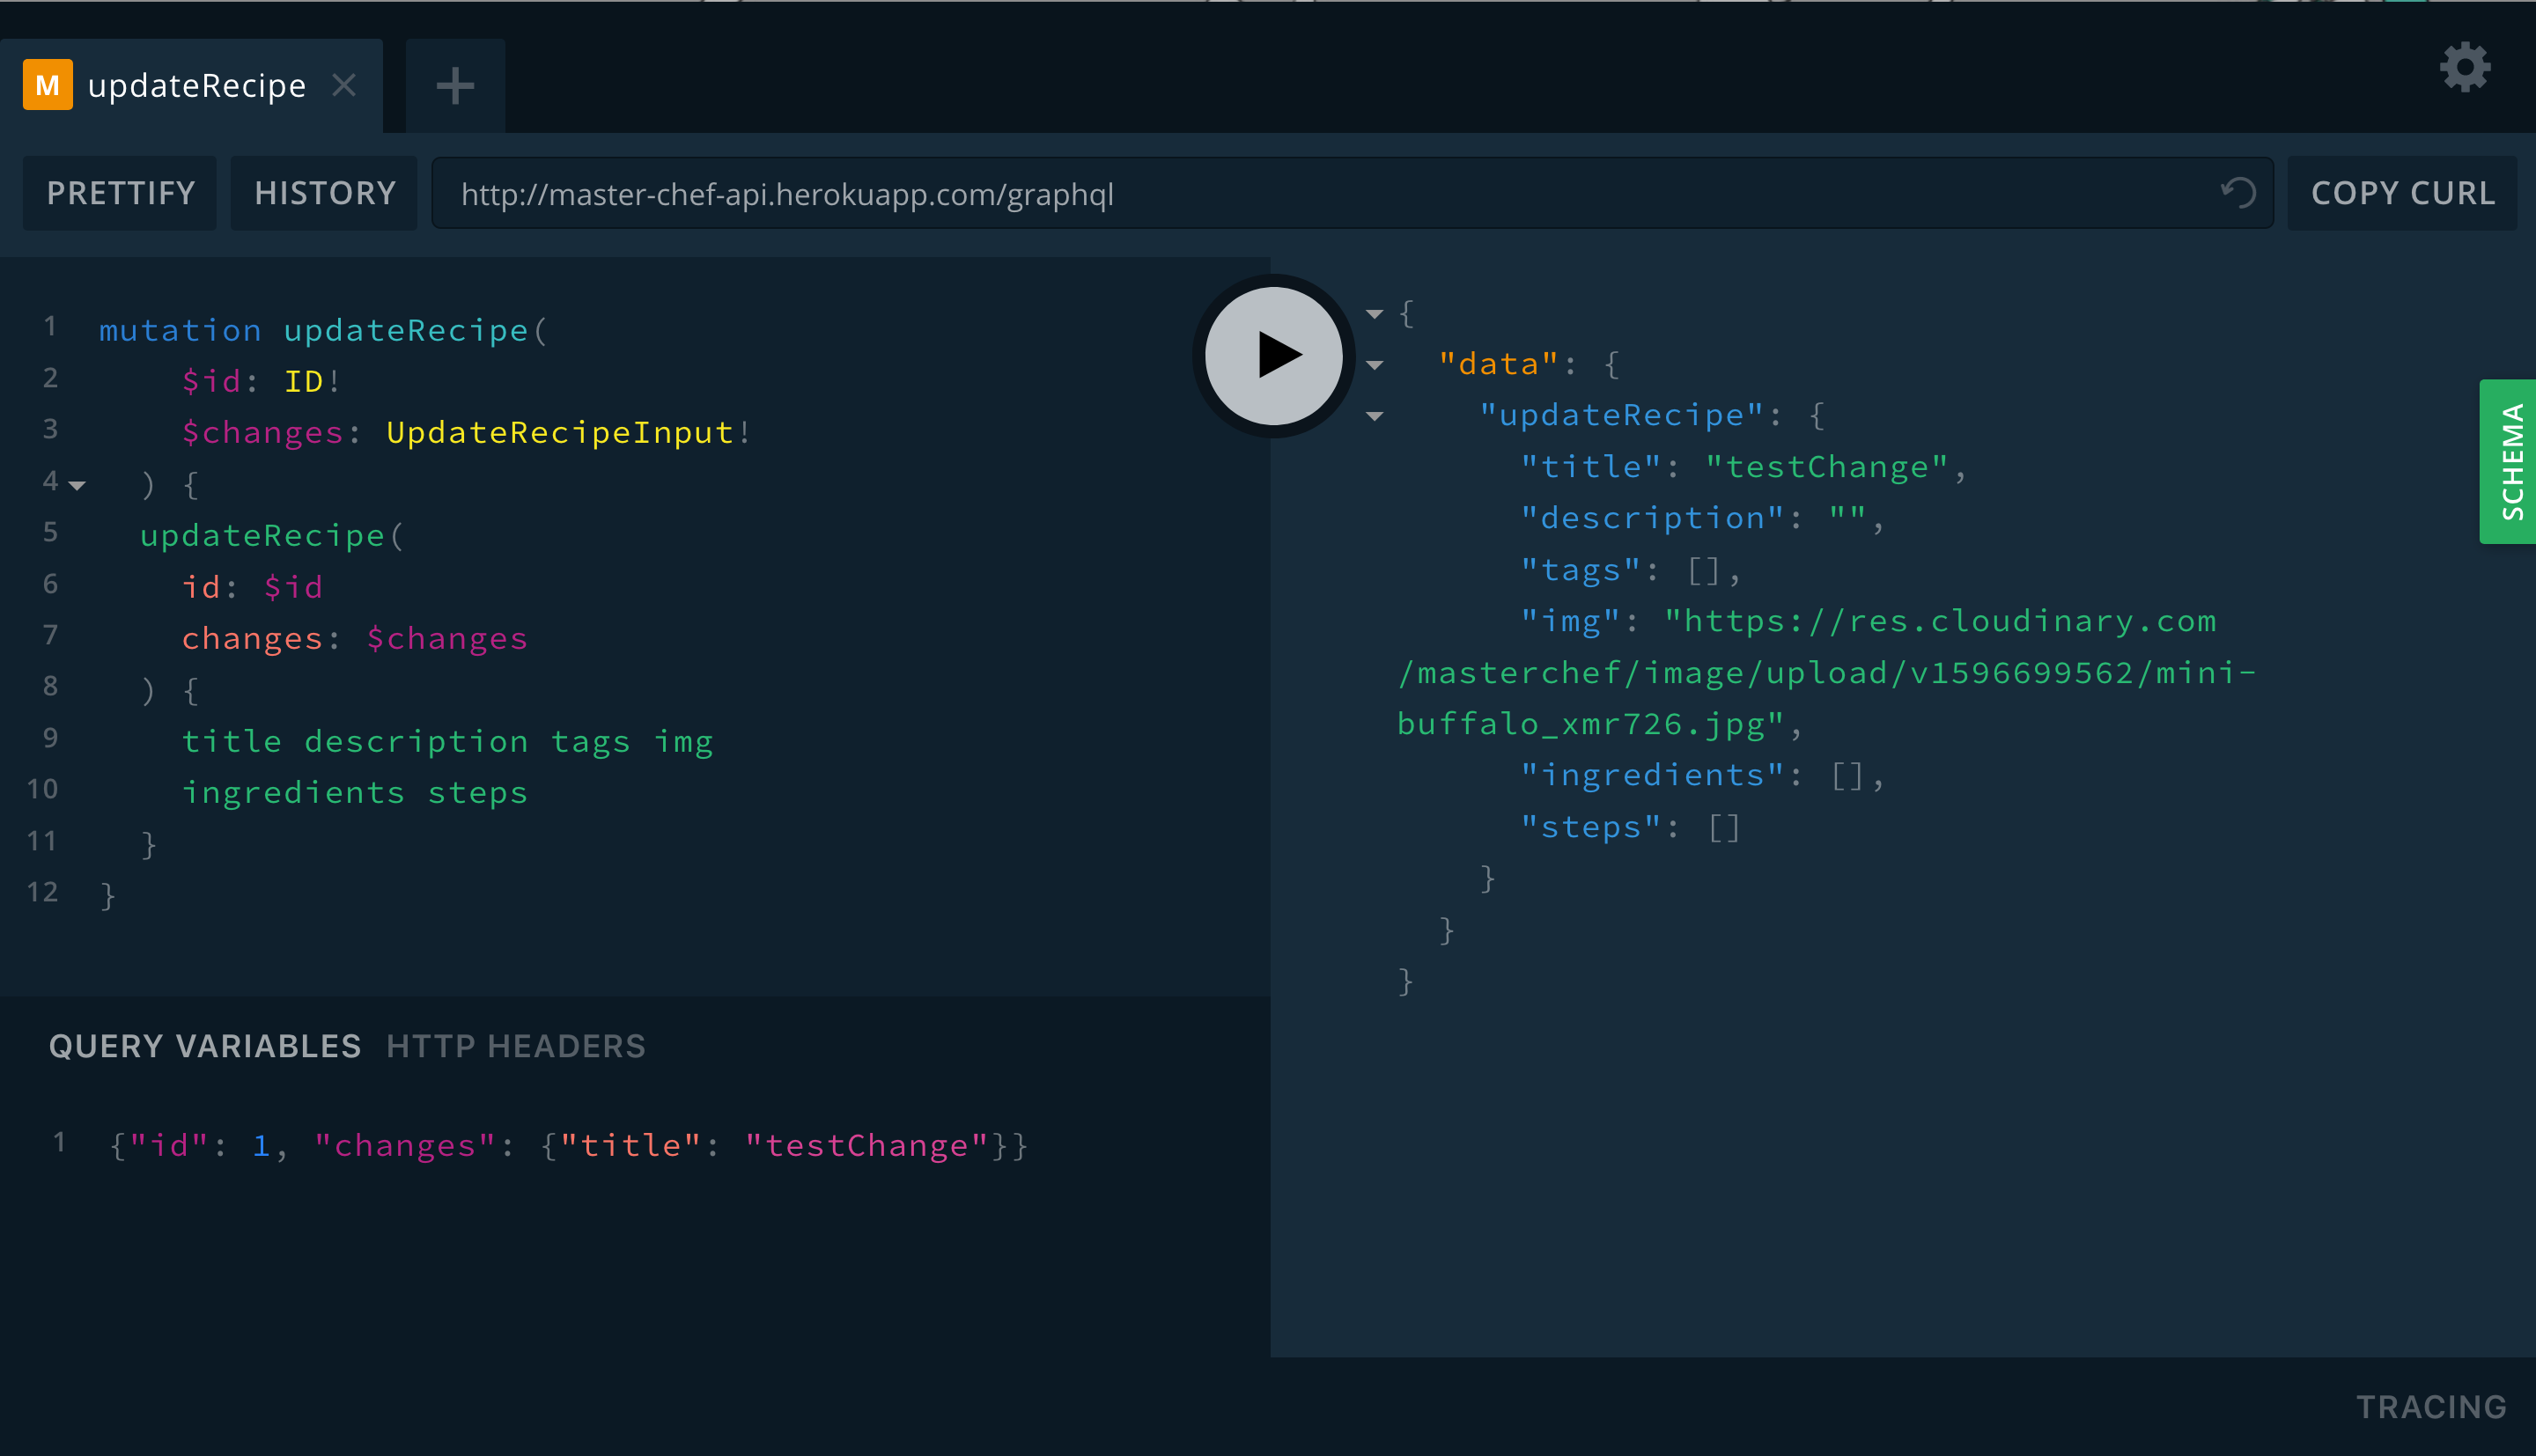 M updateRecipe
PRETTIFY HISTORY http://master-chef-api.herokuapp.com/graphql COPY CURL
1 mutation updateRecipe(
2 $id: ID!
3 $changes: UpdateRecipeInput!
4 ) {
5 updateRecipe(
6 id: $id
7 changes: $changes
8 ) {
9 title description tags img
10 ingredients steps
11 }
12 }
QUERY VARIABLES HTTP HEADERS
1 {"id": 1, "changes": {"title": "testChange"}}
{
"data": {
"updateRecipe": {
"title": "testChange",
"description": "",
"tags": [],
"img": "https://res.cloudinary.com
/masterchef/image/upload/v1596699562/mini-
buffalo_xmr726.jpg",
"ingredients": [],
"steps": []
}
}
}
SCHEMA
TRACING